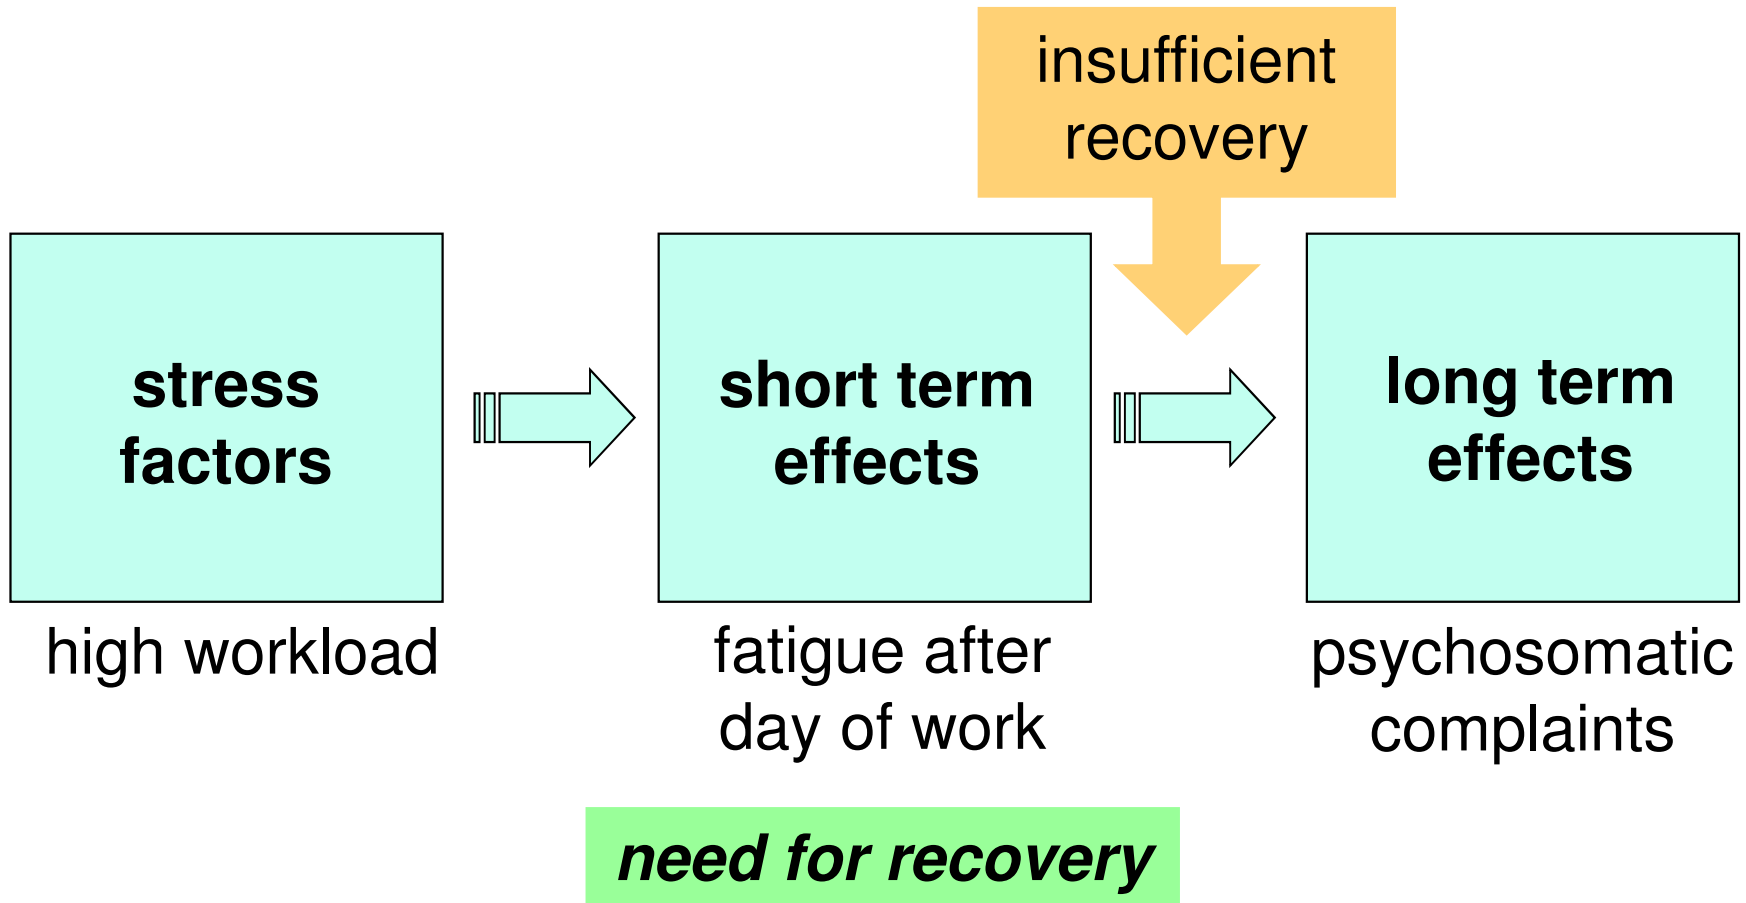 insufficient
recovery
stress
factors
short term
effects
long term
effects
high workload
fatigue after
day of work
psychosomatic
complaints
need for recovery